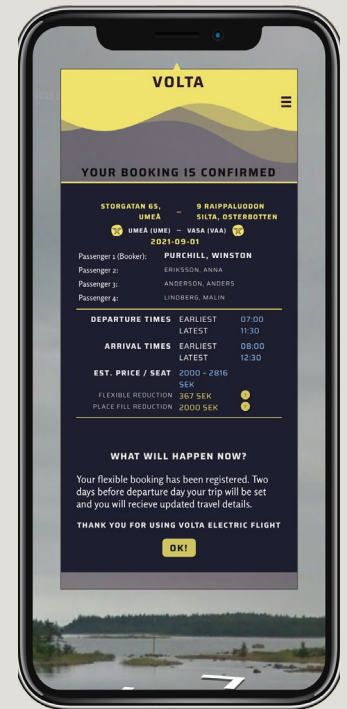 VOLTA
YOUR BOOKING IS CONFIRMED
STORGATAN 65, UMEÅ – 9 RAIPPALUODON SILTA, OSTERBOTTEN
UMEÅ (UME) – VASA (VAA)
2021-09-01
Passenger 1 (Booker): PURCHILL, WINSTON
Passenger 2: ERIKSSON, ANNA
Passenger 3: ANDERSON, ANDERS
Passenger 4: LINDBERG, MALIN
DEPARTURE TIMES EARLIEST 07:00
LATEST 11:30
ARRIVAL TIMES EARLIEST 08:00
LATEST 12:30
EST. PRICE / SEAT 2000 – 2816
SEK
FLEXIBLE REDUCTION 367 SEK
PLACE FILL REDUCTION 2000 SEK
WHAT WILL HAPPEN NOW?
Your flexible booking has been registered. Two
days before departure day your trip will be set
and you will recieve updated travel details.
THANK YOU FOR USING VOLTA ELECTRIC FLIGHT
OK!